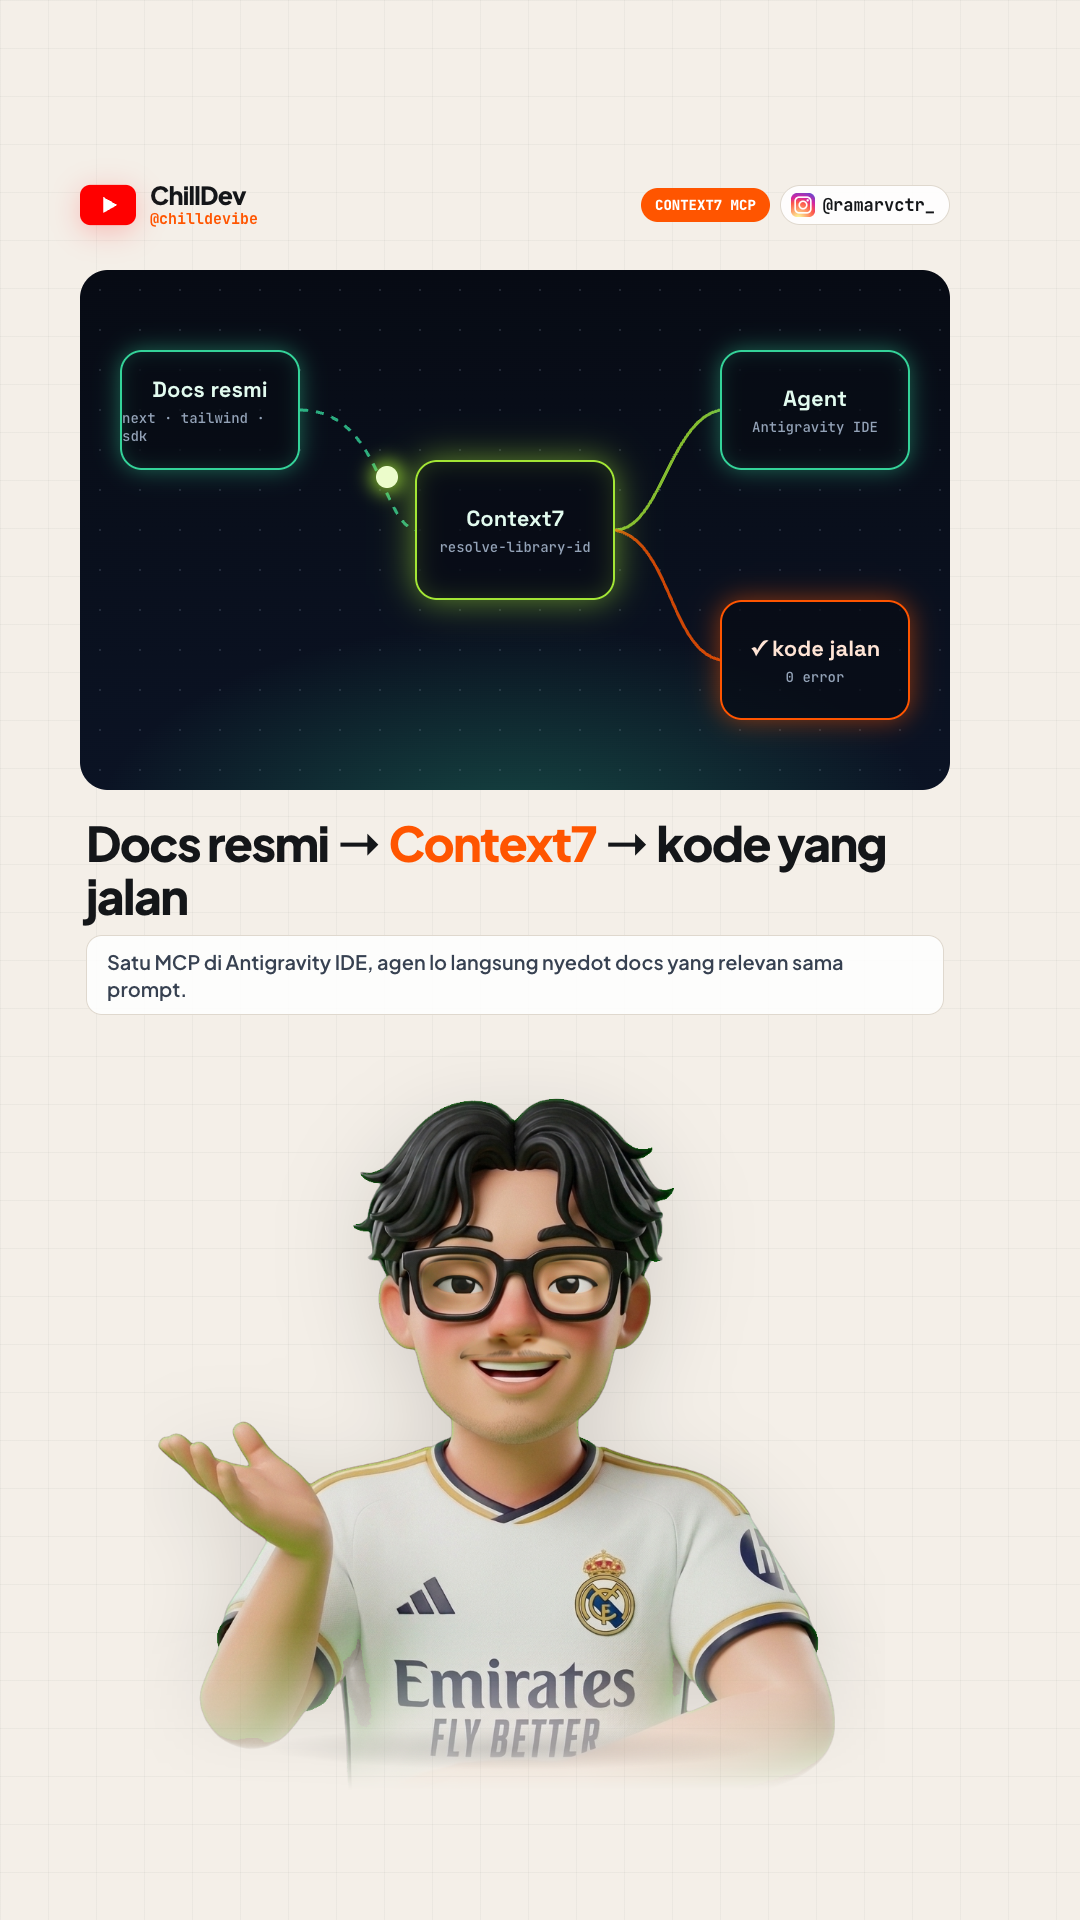 ChillDev
@chilldevibe
CONTEXT7 MCP
@ramarvctr_
Docs resmi
next · tailwind ·
sdk
Agent
Antigravity IDE
Context7
resolve-library-id
✓ kode jalan
0 error
Docs resmi → Context7 → kode yang
jalan
Satu MCP di Antigravity IDE, agen lo langsung nyedot docs yang relevan sama
prompt.
Emirates
FLY BETTER